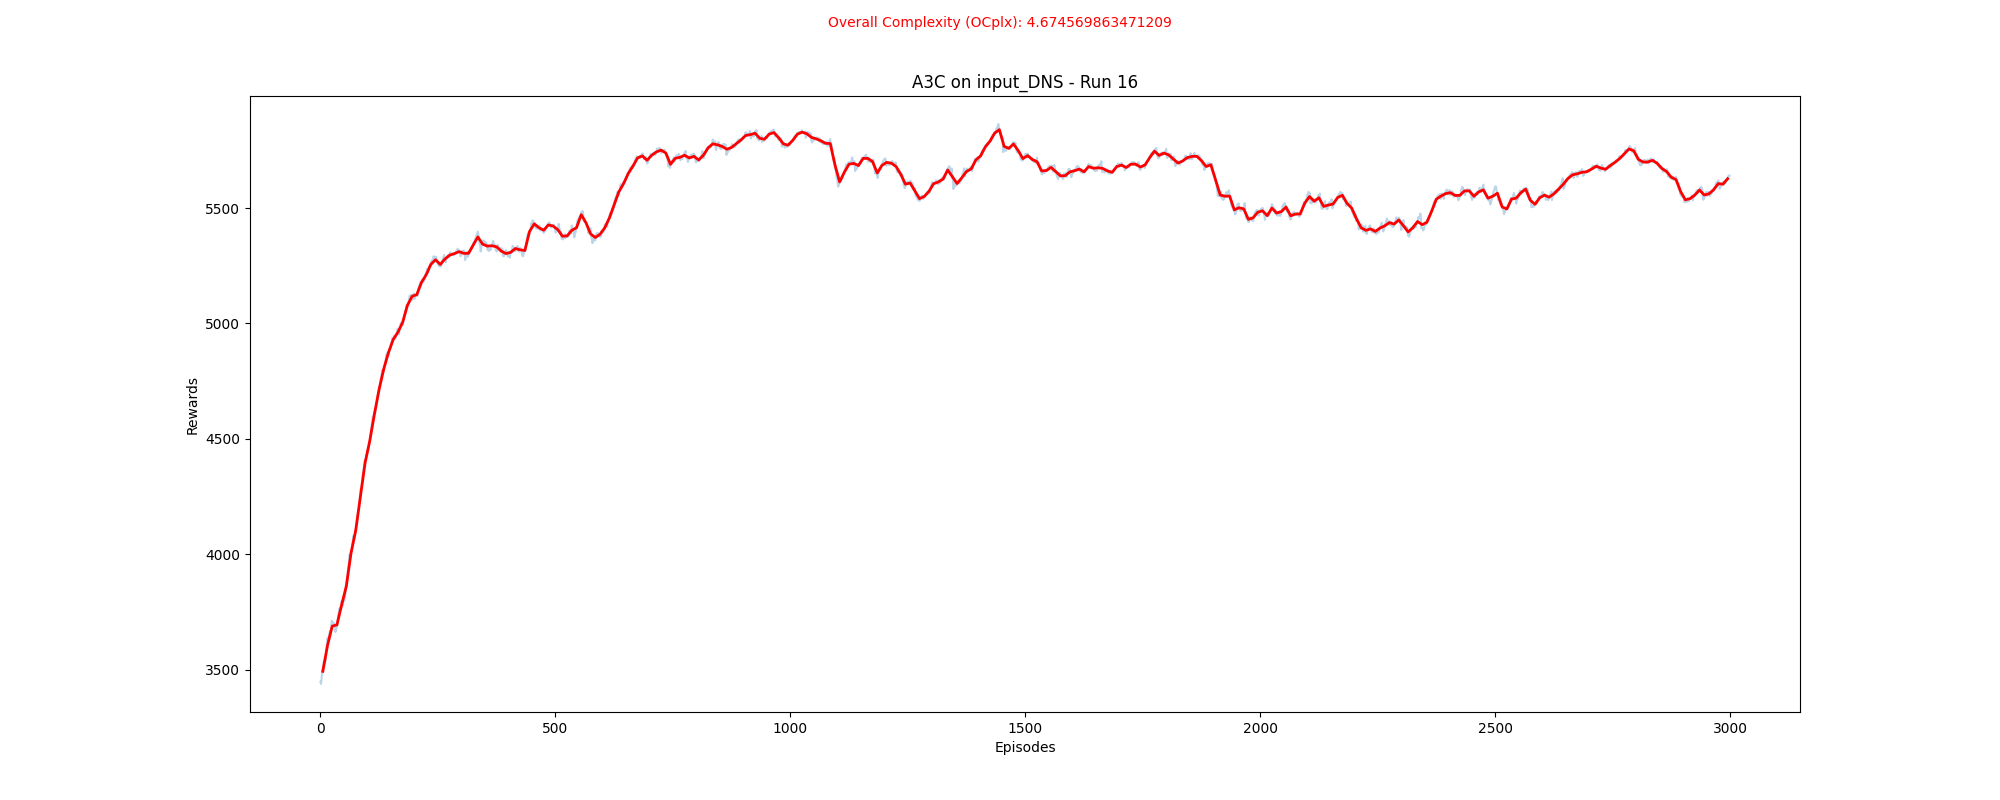 Overall Complexity (OCplx): 4.674569863471209
A3C on input_DNS - Run 16
5500
5000
4500
4000
3500
Rewards
0 500 1000 1500 2000 2500 3000
Episodes